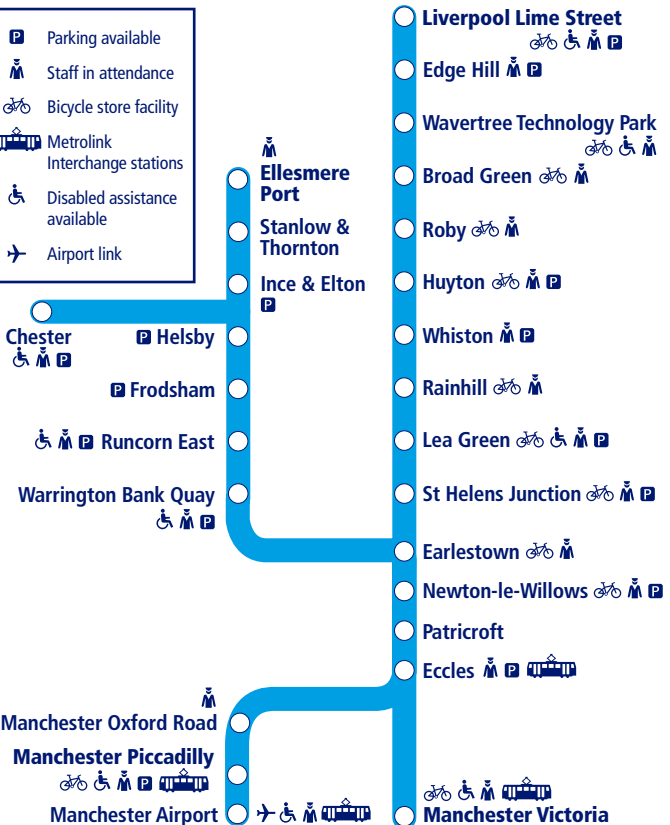 P Parking available
Staff in attendance
Bicycle store facility
Metrolink
Interchange stations
Disabled assistance
available
Airport link
Liverpool Lime Street
P
Edge Hill P
Wavertree Technology Park
Broad Green
Roby
Huyton P
Whiston P
Rainhill
Lea Green P
St Helens Junction P
Earlestown
Newton-le-Willows P
Patricroft
Eccles P
Ellesmere
Port
Stanlow &
Thornton
Ince & Elton
P
Chester
P
P Helsby
P Frodsham
P Runcorn East
Warrington Bank Quay
P
Manchester Oxford Road
Manchester Piccadilly
P
Manchester Airport
Manchester Victoria